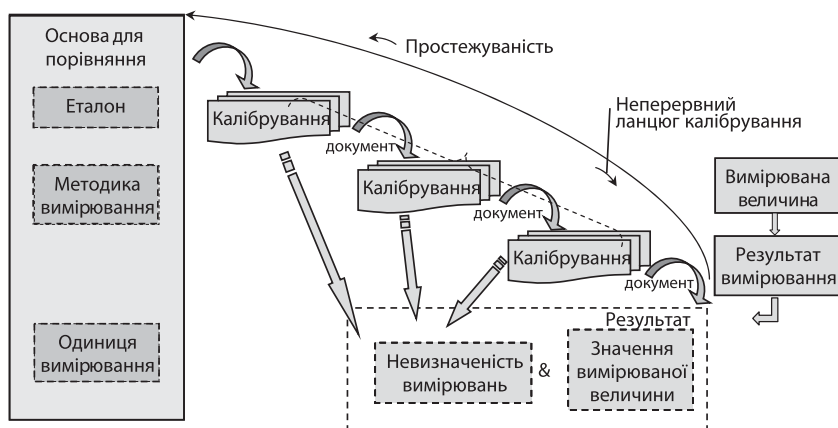 Основа для
порівняння
Еталон
Методика
вимірювання
Одиниця
вимірювання
Простежуваність
Неперервний
ланцюг калібрування
Калібрування
документ
Калібрування
документ
Калібрування
документ
Вимірювана
величина
Результат
вимірювання
Результат
Невизначеність
вимірювань
&
Значення
вимірюваної
величини